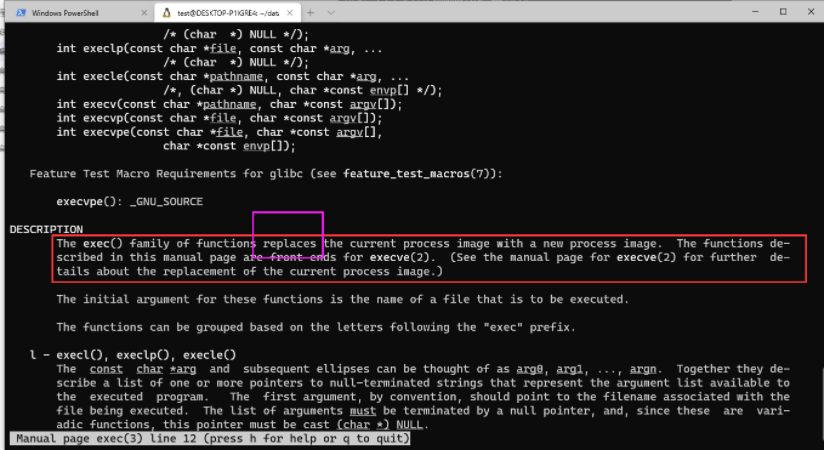 Windows PowerShell
test@DESKTOP-P1IGRE4: ~/data
/* (char  *) NULL */);
int execlp(const char *file, const char *arg, ...
/* (char  *) NULL */);
int execle(const char *pathname, const char *arg, ...
/*, (char *) NULL, char *const envp[] */);
int execv(const char *pathname, char *const argv[]);
int execvp(const char *file, char *const argv[]);
int execvpe(const char *file, char *const argv[],
char *const envp[]);
Feature Test Macro Requirements for glibc (see feature_test_macros(7)):
execvpe(): _GNU_SOURCE
DESCRIPTION
The exec() family of functions replaces the current process image with a new process image.  The functions de-
scribed in this manual page are front-ends for execve(2).  (See the manual page for execve(2) for further  de-
tails about the replacement of the current process image.)
The initial argument for these functions is the name of a file that is to be executed.
The functions can be grouped based on the letters following the "exec" prefix.
l - execl(), execlp(), execle()
The  const  char *arg  and  subsequent ellipses can be thought of as arg0, arg1, ..., argn.  Together they de-
scribe a list of one or more pointers to null-terminated strings that represent the argument list available to
the  executed  program.   The  first argument, by convention, should point to the filename associated with the
file being executed.  The list of arguments must be terminated by a null pointer, and, since these  are  vari-
adic functions, this pointer must be cast (char *) NULL.
Manual page exec(3) line 12 (press h for help or q to quit)